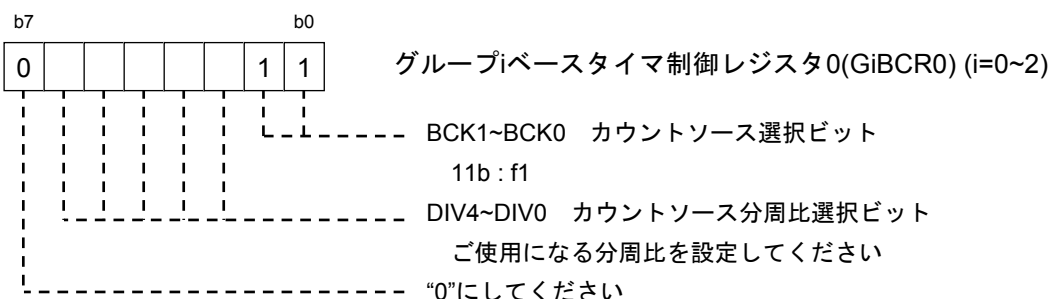 b7 b0
0 1 1 グループiベースタイマ制御レジスタ0(GiBCR0) (i=0~2)
BCK1~BCK0 カウントソース選択ビット
11b : f1
DIV4~DIV0 カウントソース分周比選択ビット
ご使用になる分周比を設定してください
“0”にしてください